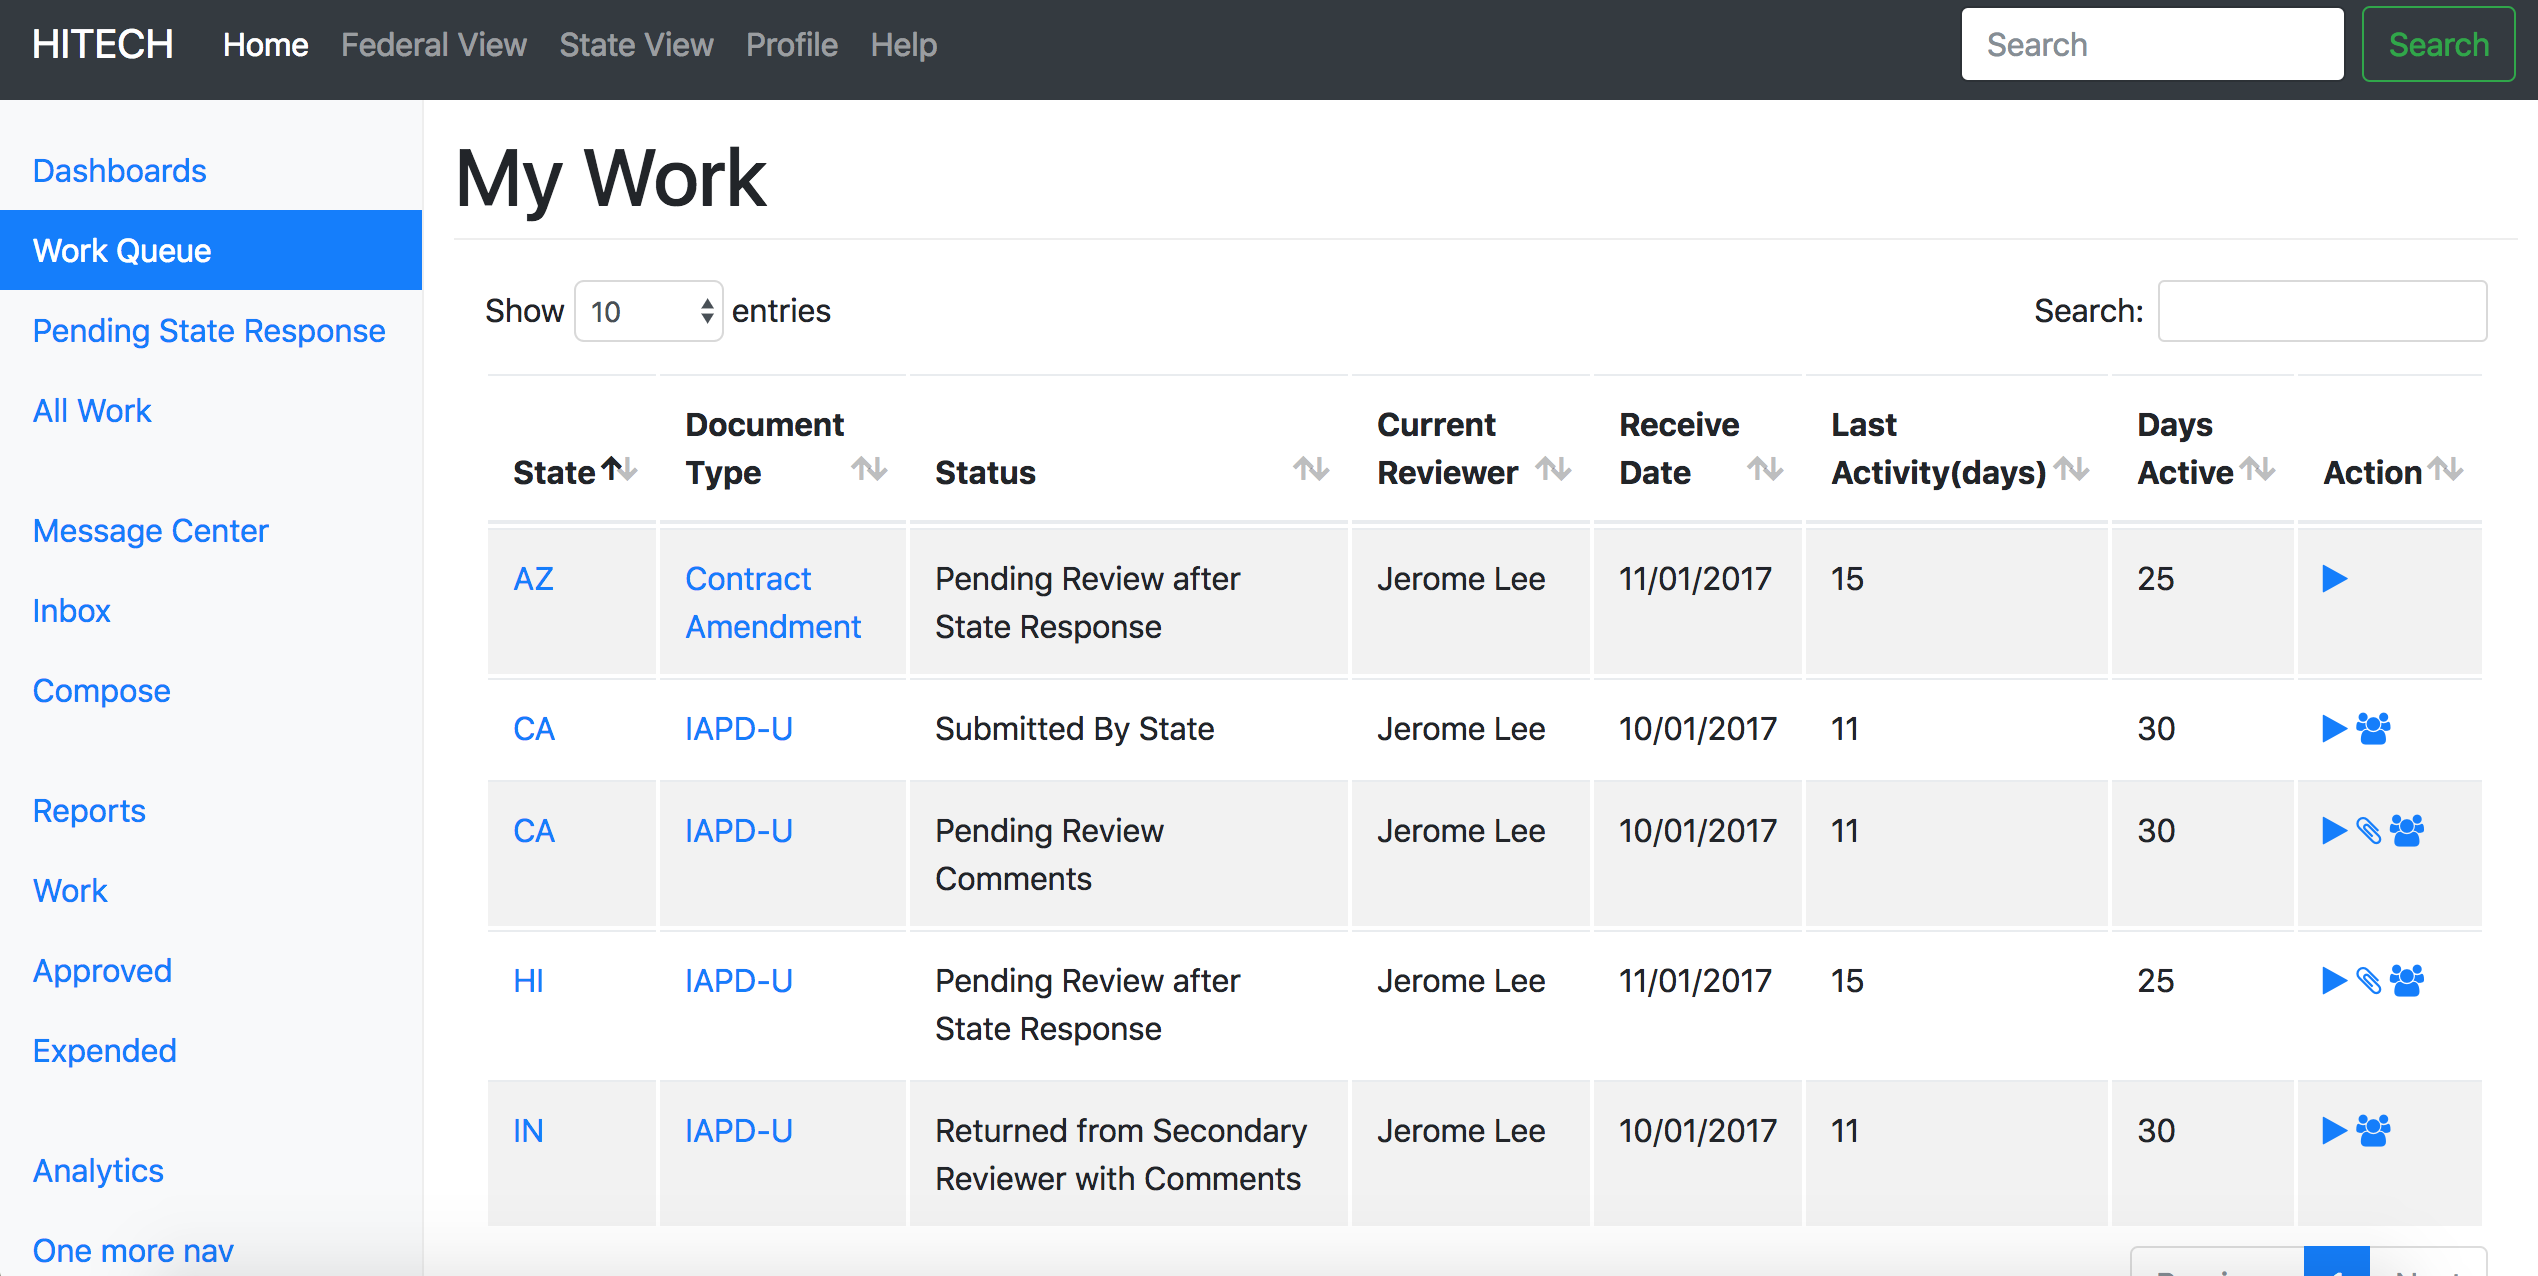 HITECH Home Federal View State View Profile Help Search Search
Dashboards
Work Queue
Pending State Response
All Work
Message Center
Inbox
Compose
Reports
Work
Approved
Expended
Analytics
One more nav
My Work
Show 10 entries Search:
State Document Type Status Current Reviewer Receive Date Last Activity(days) Days Active Action
AZ Contract Amendment Pending Review after State Response Jerome Lee 11/01/2017 15 25
CA IAPD-U Submitted By State Jerome Lee 10/01/2017 11 30
CA IAPD-U Pending Review Comments Jerome Lee 10/01/2017 11 30
HI IAPD-U Pending Review after State Response Jerome Lee 11/01/2017 15 25
IN IAPD-U Returned from Secondary Reviewer with Comments Jerome Lee 10/01/2017 11 30